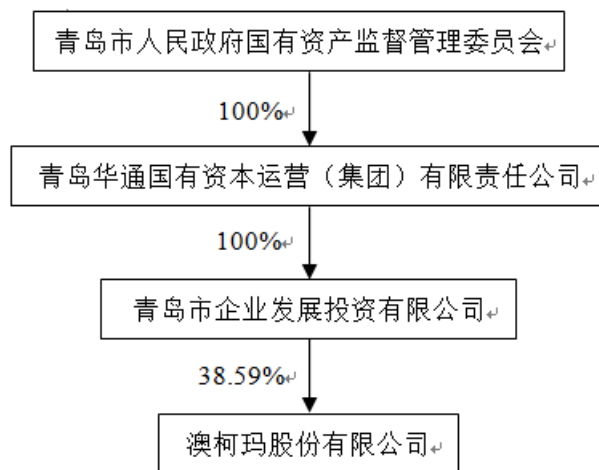 青岛市人民政府国有资产监督管理委员会
100%
青岛华通国有资本运营（集团）有限责任公司
100%
青岛市企业发展投资有限公司
38.59%
澳柯玛股份有限公司